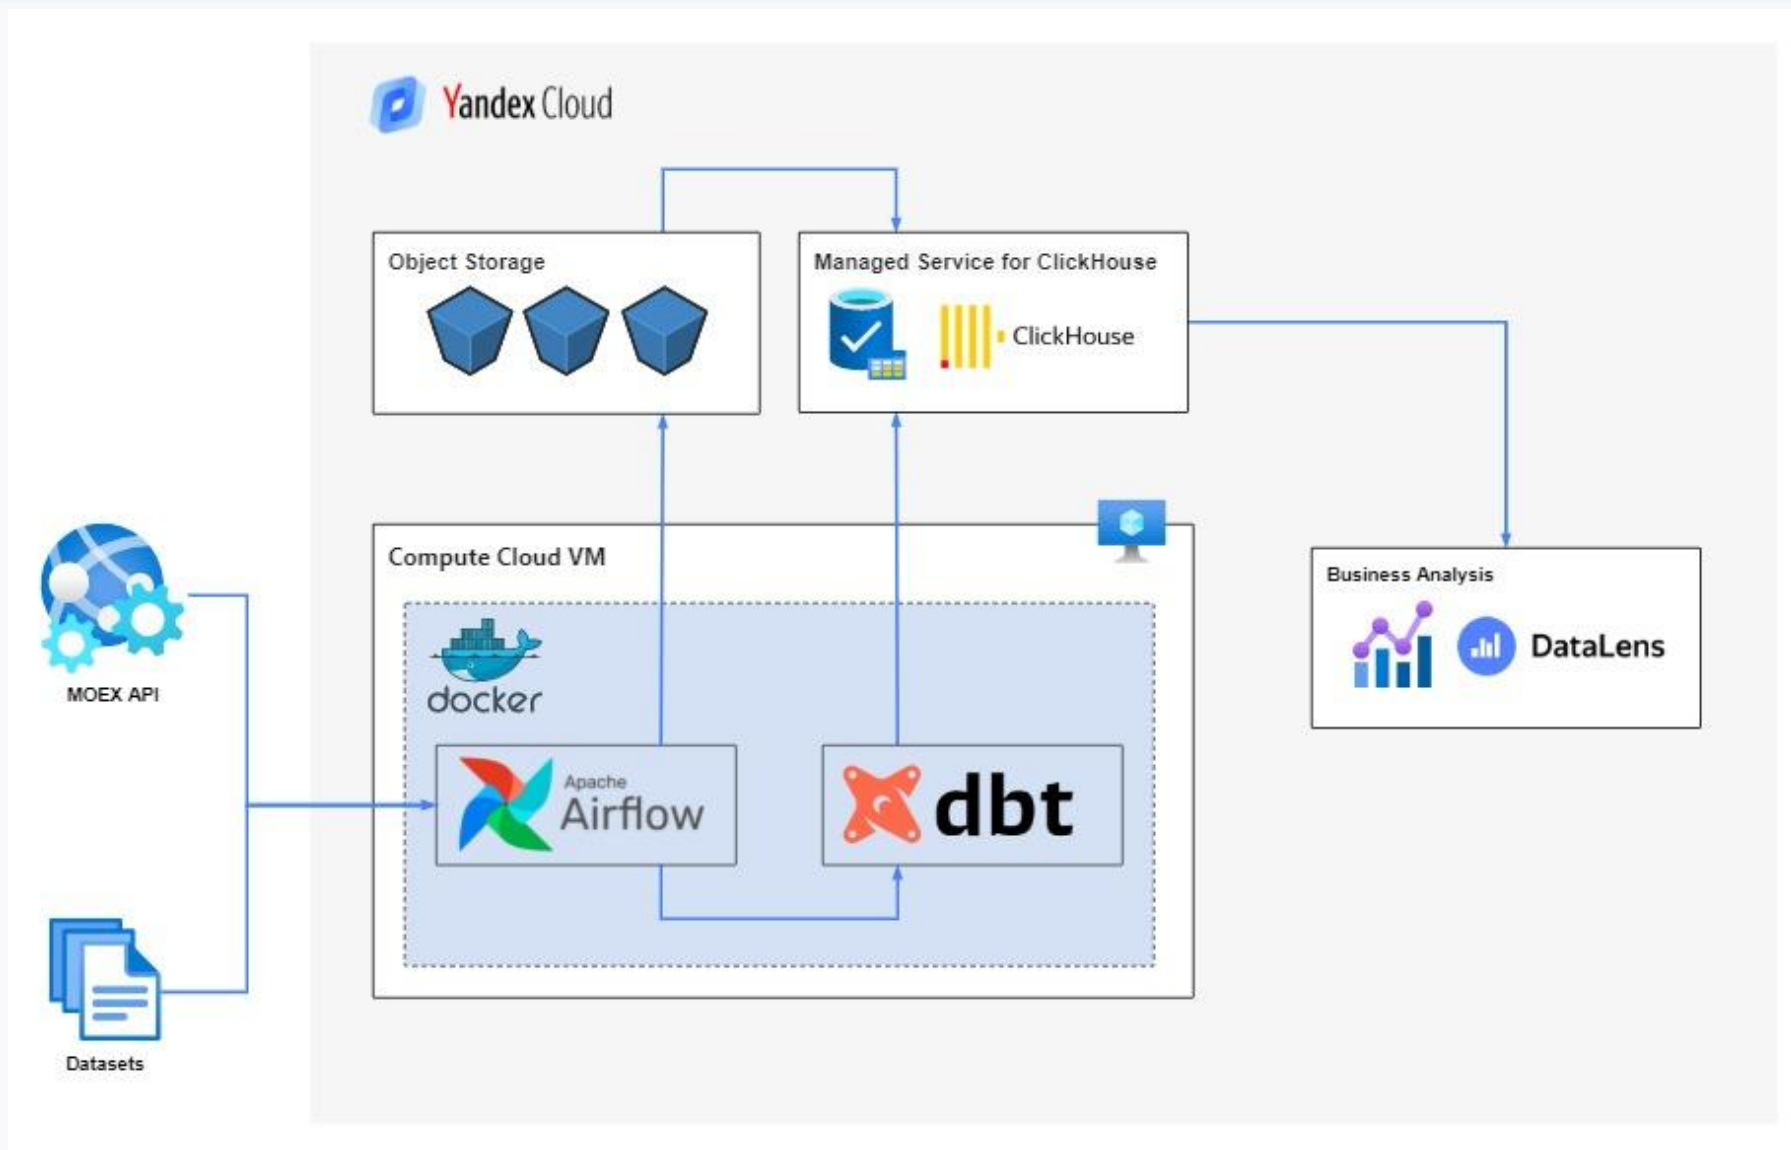 Yandex Cloud
Object Storage
Managed Service for ClickHouse
ClickHouse
Compute Cloud VM
docker
Apache
Airflow
dbt
Business Analysis
DataLens
MOEX API
Datasets